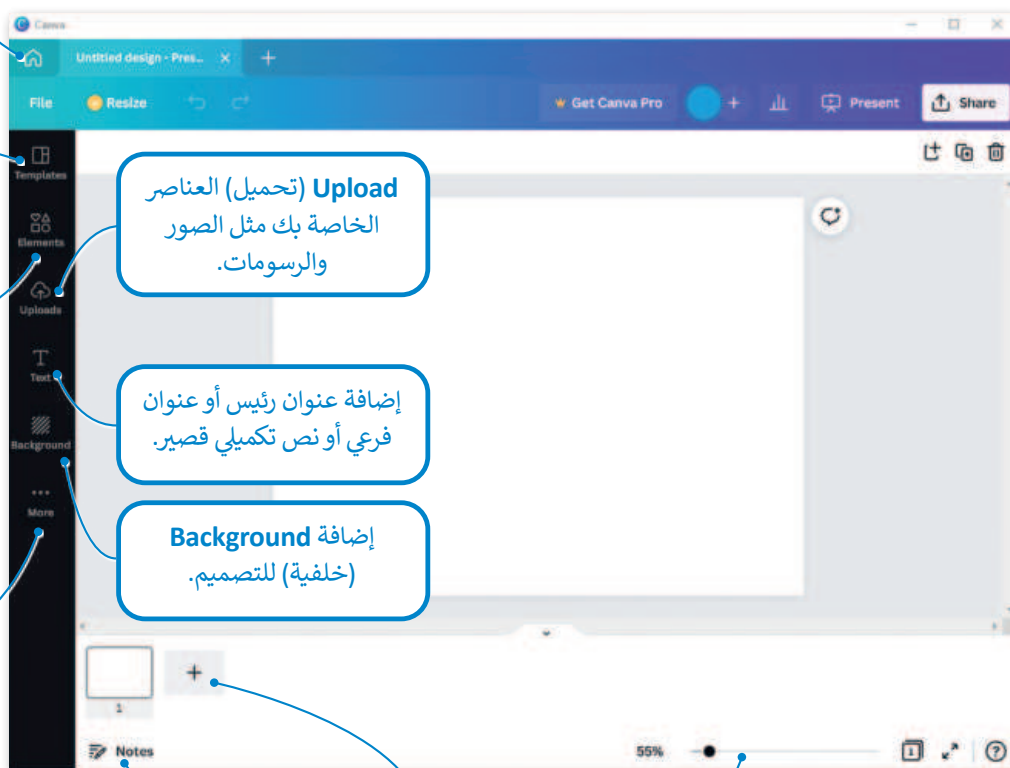 Canva
Untitled design - Pres...
File
Resize
Get Canva Pro
Present
Share
Templates
Elements
Uploads
Text
Background
More
Upload (تحميل) العناصر
الخاصة بك مثل الصور
والرسومات.
إضافة عنوان رئيس أو عنوان
فرعي أو نص تكميلي قصير.
إضافة Background
(خلفية) للتصميم.
1
Notes
55%
1